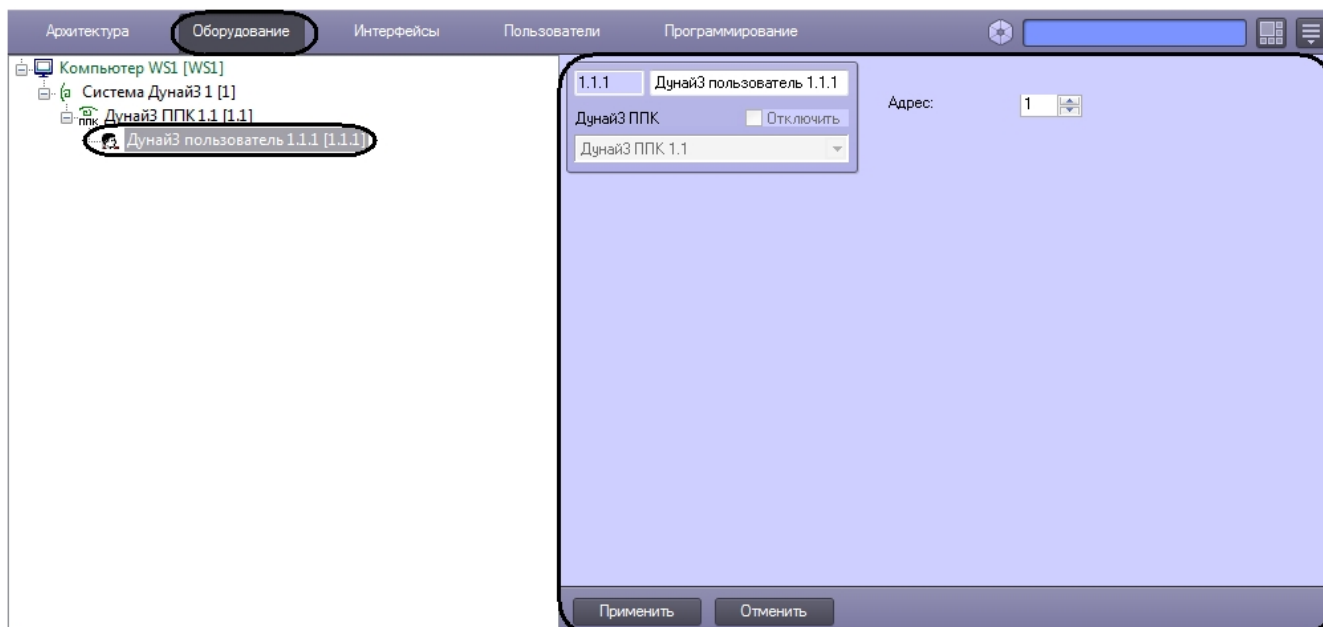 Архитектура Оборудование Интерфейсы Пользователи Программирование
Компьютер WS1 [WS1]
Система Дунай3 1 [1]
ппк Дунай3 ППК 1.1 [1.1]
Дунай3 пользователь 1.1.1 [1.1.1]
1.1.1 Дунай3 пользователь 1.1.1
Адрес: 1
Дунай3 ППК Отключить
Дунай3 ППК 1.1
Применить Отменить